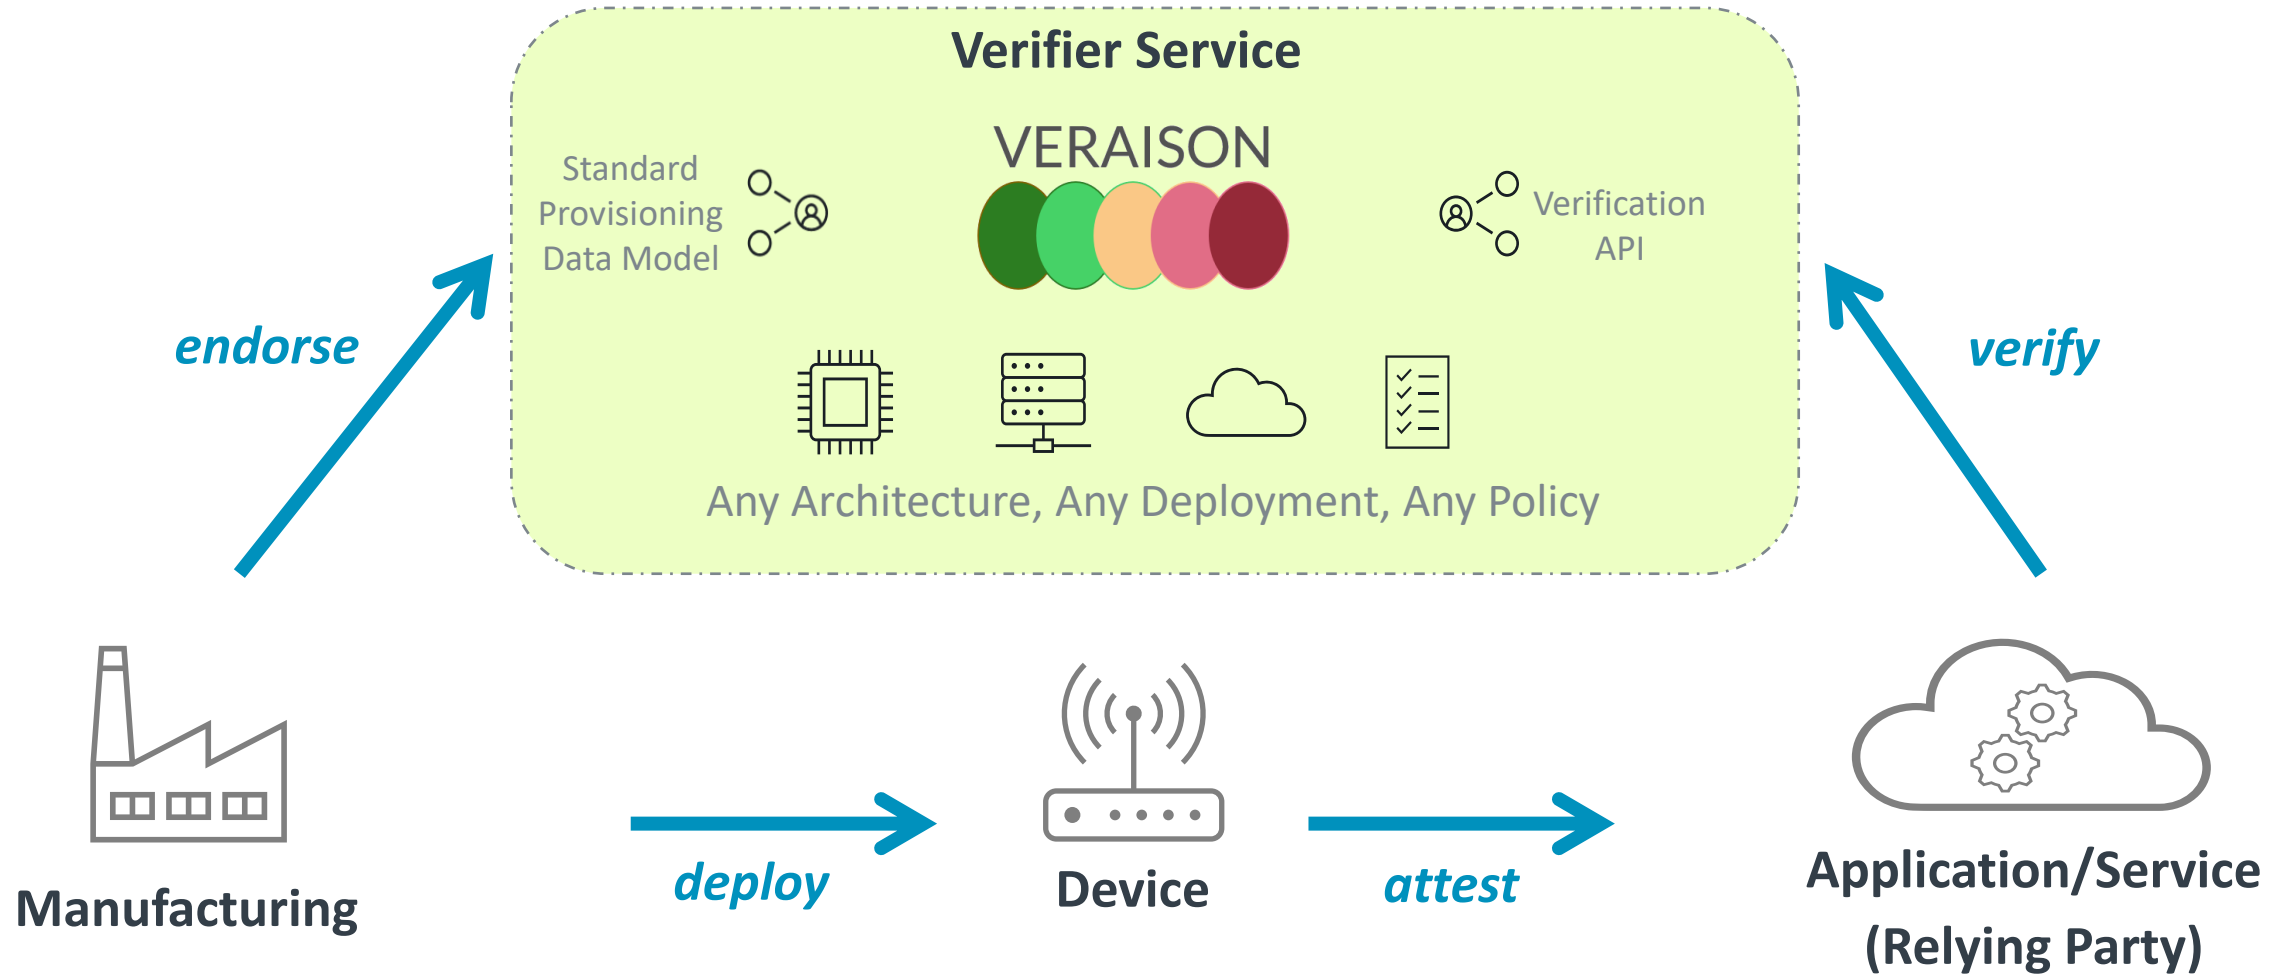 Verifier Service
VERAISON
Standard
Provisioning
Data Model
Verification
API
endorse
verify
Any Architecture, Any Deployment, Any Policy
Manufacturing
deploy
Device
attest
Application/Service
(Relying Party)